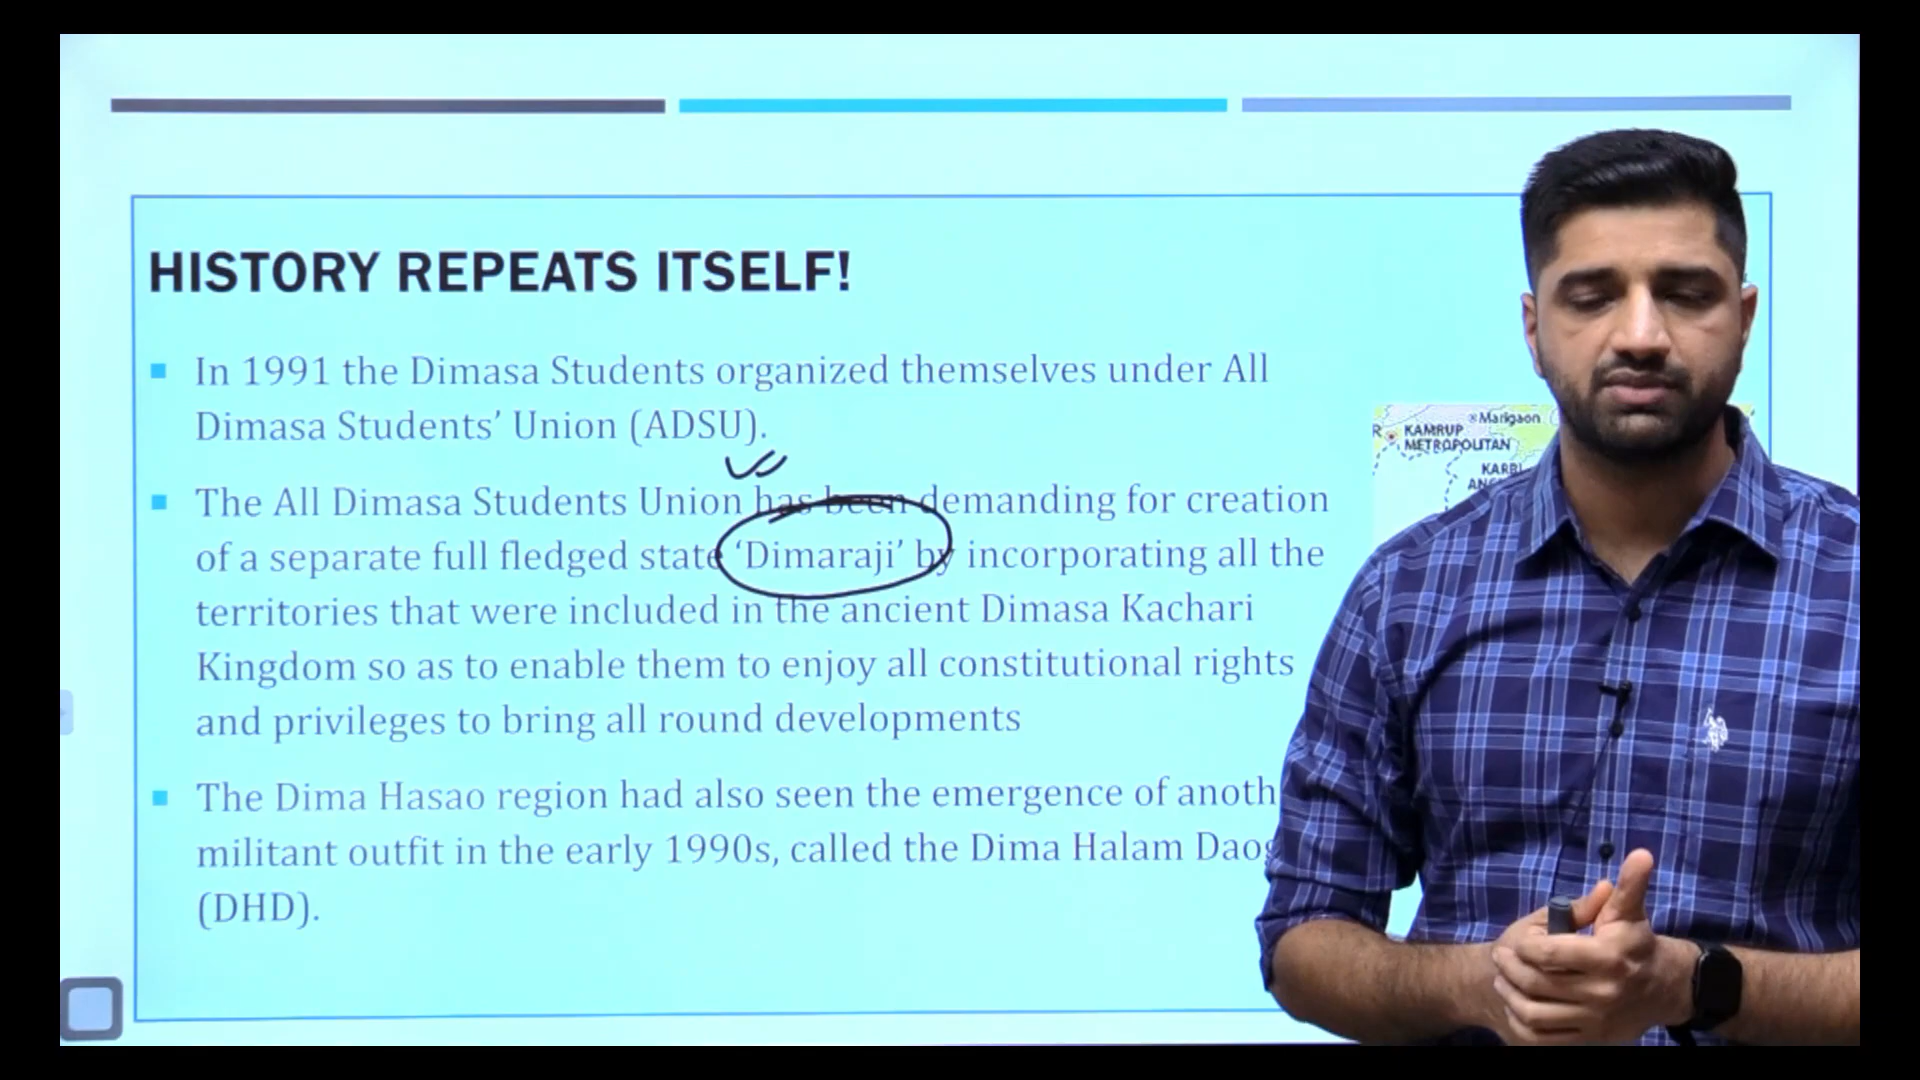 HISTORY REPEATS ITSELF!
In 1991 the Dimasa Students organized themselves under All
Dimasa Students’ Union (ADSU).
The All Dimasa Students Union has been demanding for creation
of a separate full fledged state ‘Dimaraji’ by incorporating all the
territories that were included in the ancient Dimasa Kachari
Kingdom so as to enable them to enjoy all constitutional rights
and privileges to bring all round developments
The Dima Hasao region had also seen the emergence of
militant outfit in the early 1990s, called the Dima Halam
(DHD).
Marigaon
KAMRUP
METROPOLITAN